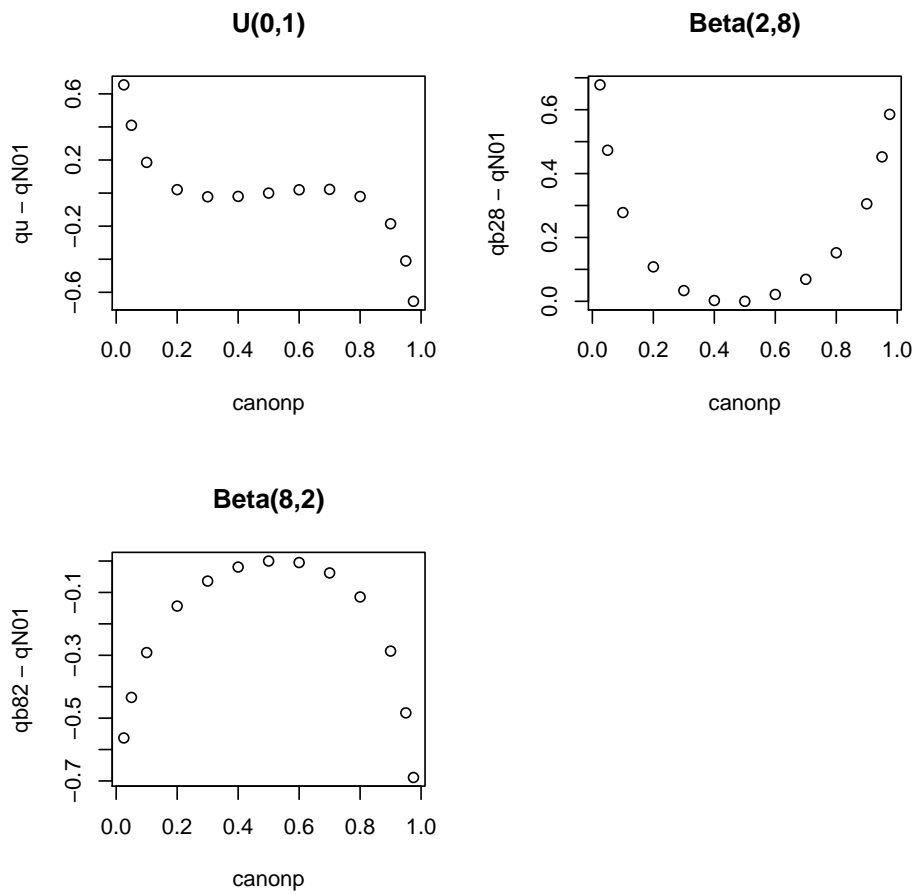 U(0,1)
qu − qN01
0.6
0.2
−0.2
−0.6
0.0 0.2 0.4 0.6 0.8 1.0
canonp
Beta(2,8)
qb28 − qN01
0.6
0.4
0.2
0.0
0.0 0.2 0.4 0.6 0.8 1.0
canonp
Beta(8,2)
qb82 − qN01
−0.1
−0.3
−0.5
−0.7
0.0 0.2 0.4 0.6 0.8 1.0
canonp